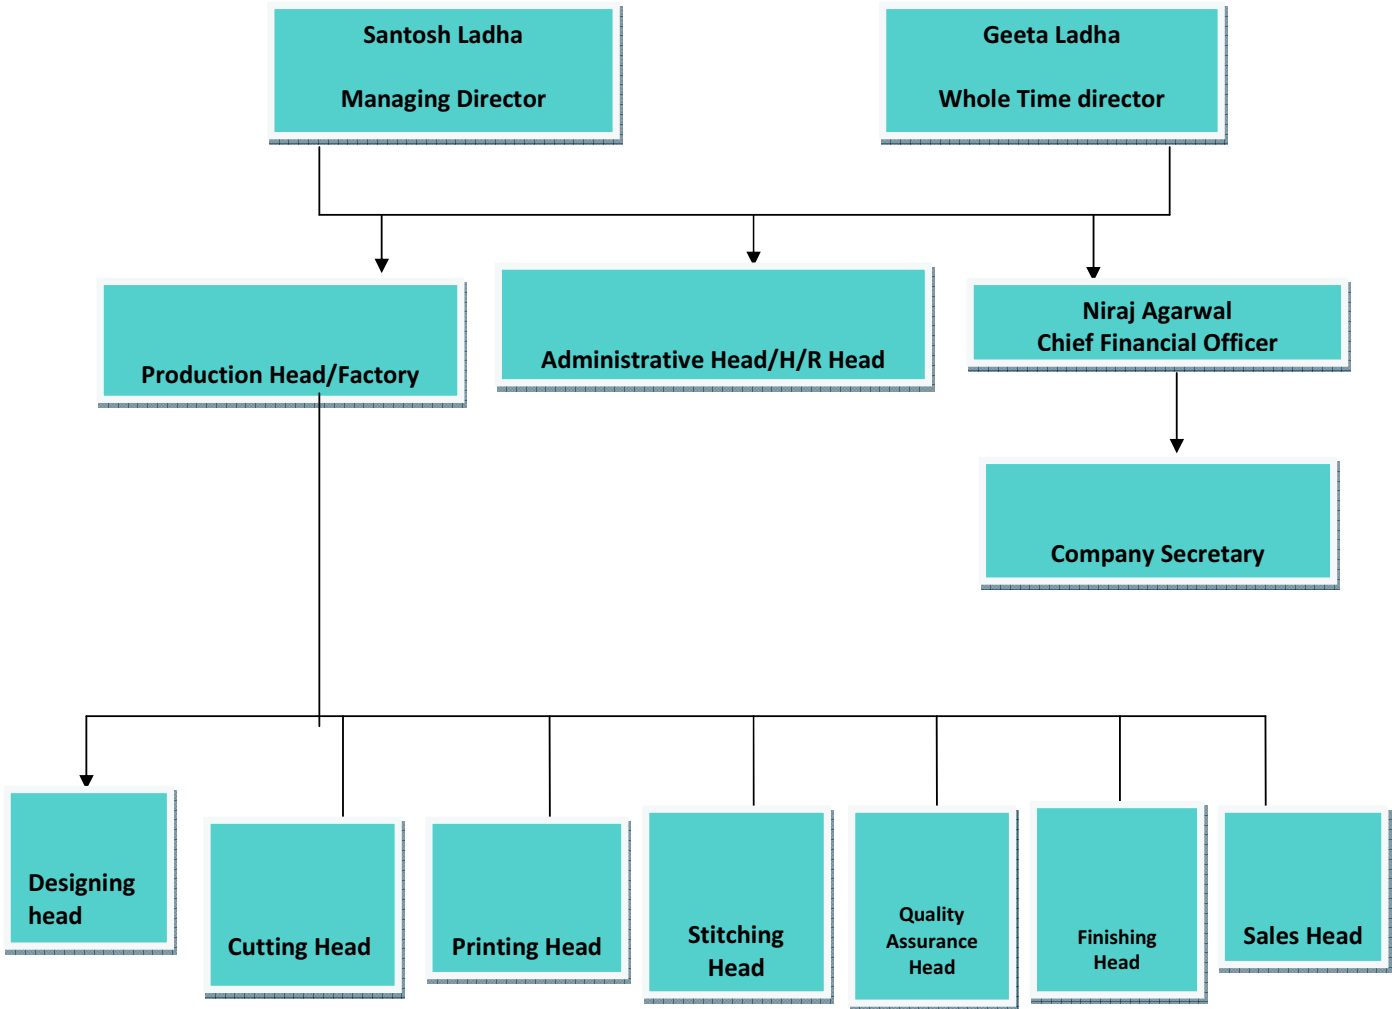 Santosh Ladha
Managing Director
Geeta Ladha
Whole Time director
Production Head/Factory
Administrative Head/H/R Head
Niraj Agarwal
Chief Financial Officer
Company Secretary
Designing
head
Cutting Head
Printing Head
Stitching
Head
Quality
Assurance
Head
Finishing
Head
Sales Head